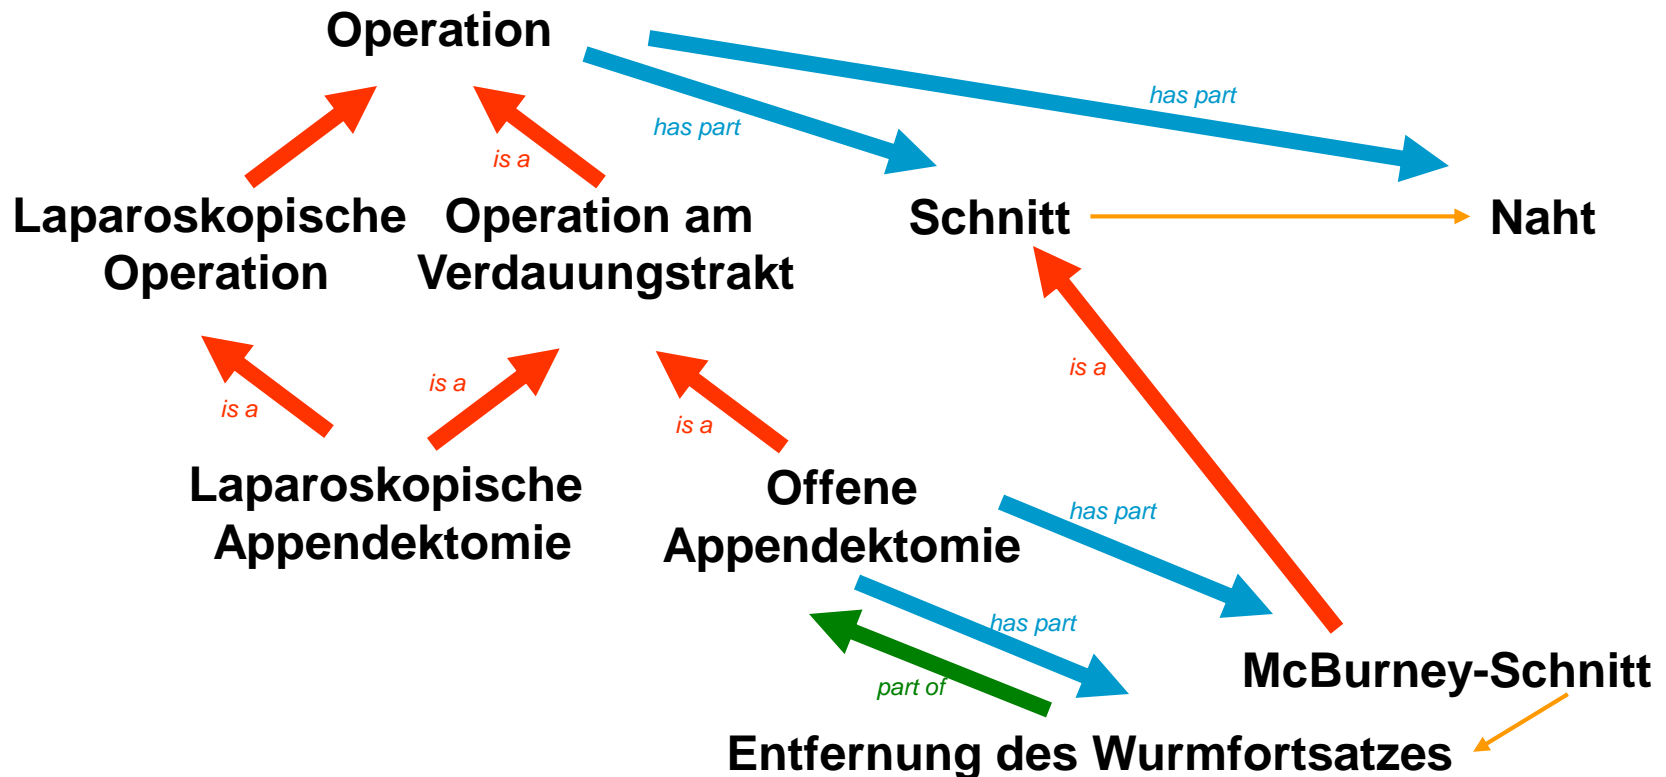 Operation
has part
has part
is a
Laparoskopische
Operation
Operation am
Verdauungstrakt
Schnitt
Naht
is a
is a
is a
is a
Laparoskopische
Appendektomie
Offene
Appendektomie
has part
has part
part of
McBurney-Schnitt
Entfernung des Wurmfortsatzes